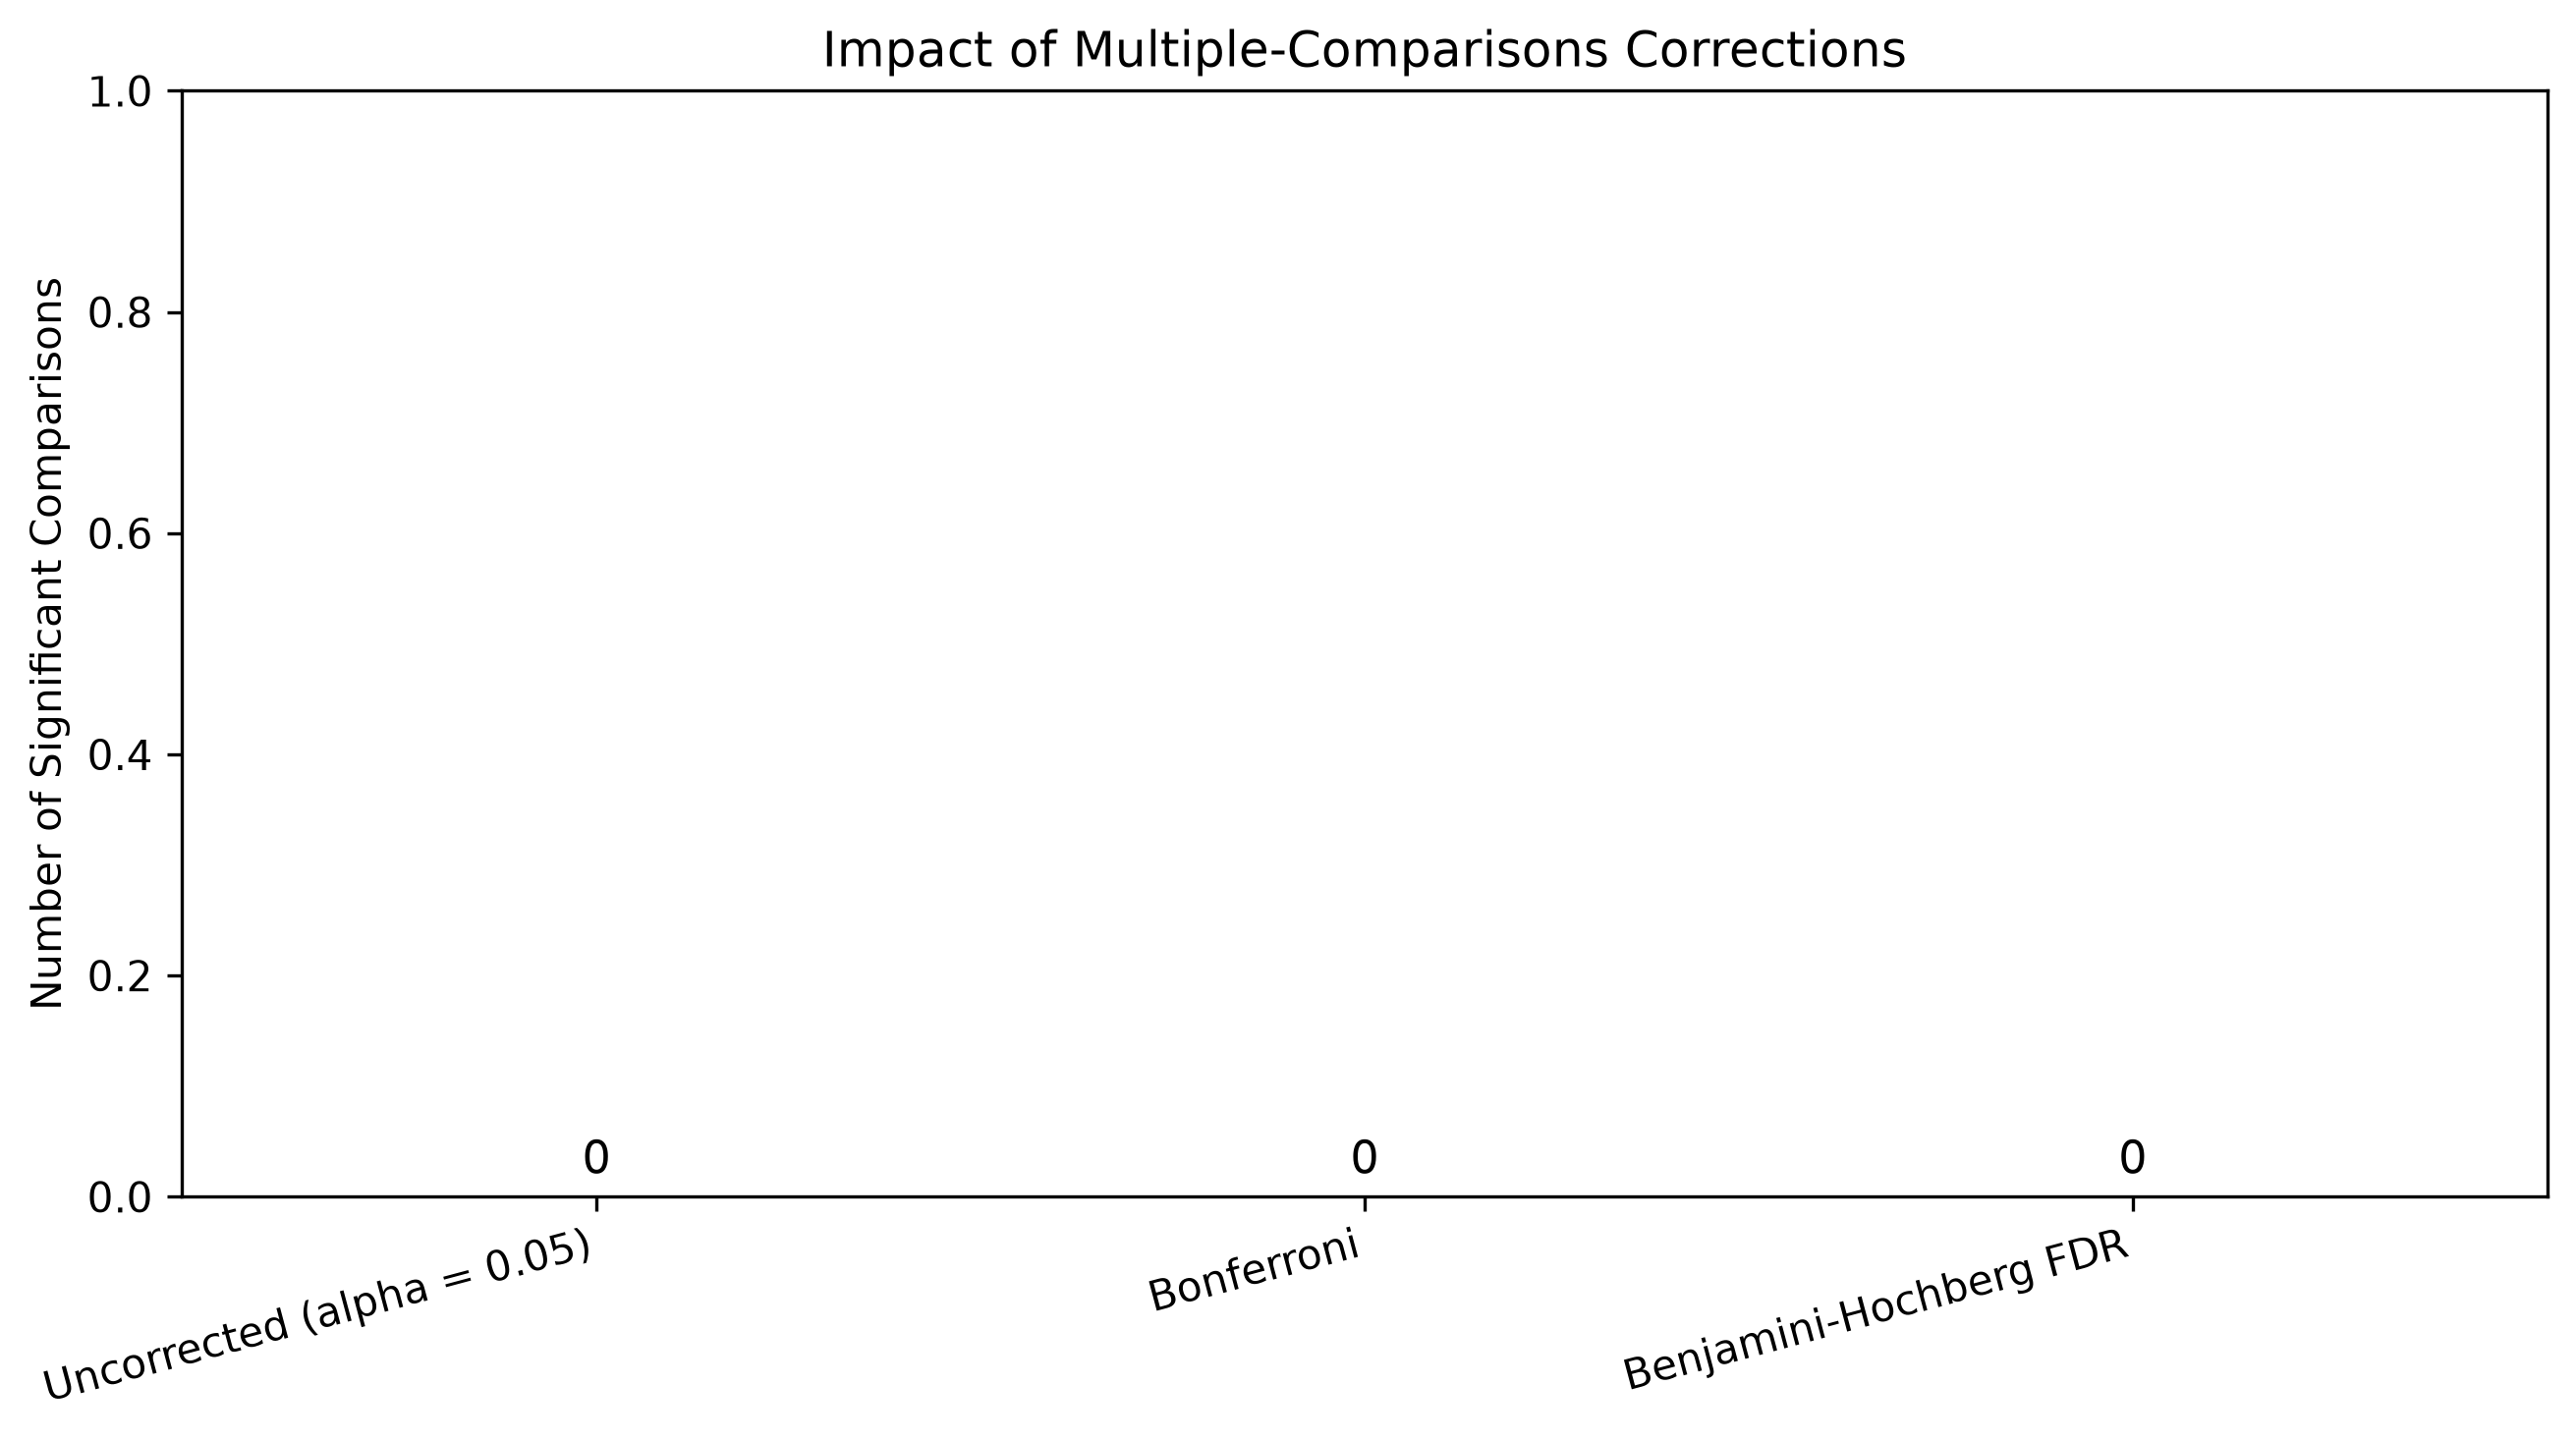 Impact of Multiple-Comparisons Corrections
Number of Significant Comparisons
1.0
0.8
0.6
0.4
0.2
0.0
0
0
0
Uncorrected (alpha = 0.05)
Bonferroni
Benjamini-Hochberg FDR